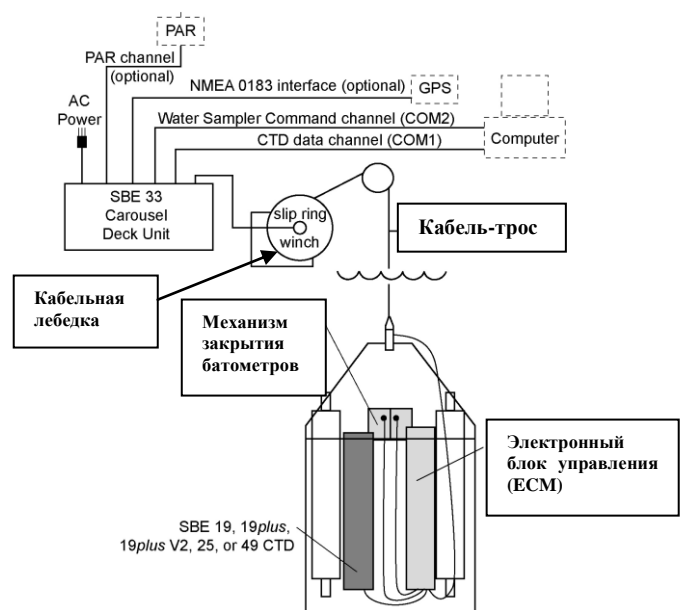 PAR
PAR channel
(optional)
NMEA 0183 interface (optional)
GPS
AC
Power
Water Sampler Command channel (COM2)
CTD data channel (COM1)
Computer
SBE 33
Carousel
Deck Unit
slip ring
winch
Кабель-трос
Кабельная
лебедка
Механизм
закрытия
батометров
Электронный
блок управления
(ECM)
SBE 19, 19plus,
19plus V2, 25, or 49 CTD